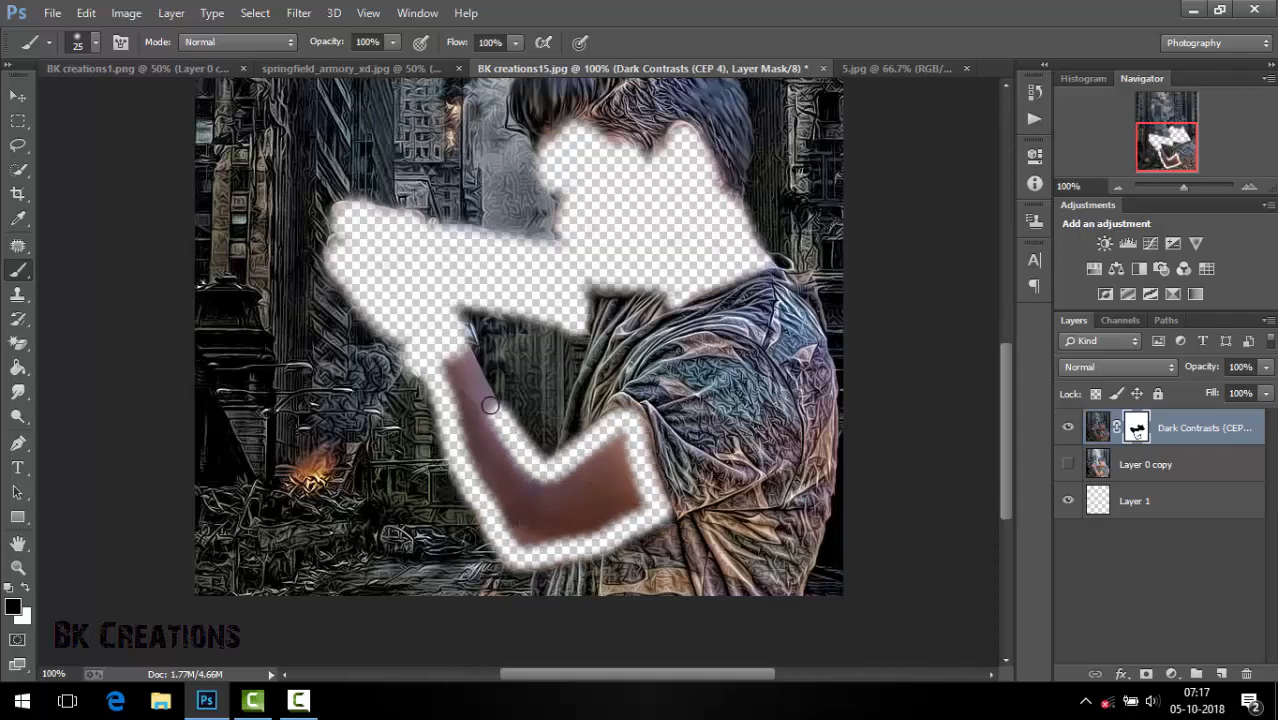 Ps File Edit Image Layer Type Select Filter 3D View Window Help
25 Mode: Normal Opacity: 100% Flow: 100% Photography
BK creations1.png @ 50% (Layer 0 c... × springfield_armory_xd.jpg @ 50% (... × BK creations15.jpg @ 100% (Dark Contrasts (CEP 4), Layer Mask/8) * × 5.jpg @ 66.7% (RGB/... ×
Histogram Navigator
100%
Adjustments
Add an adjustment
Layers Channels Paths
Kind
Normal Opacity: 100%
Lock: Fill: 100%
Dark Contrasts (CEP...
Layer 0 copy
Layer 1
BK Creations
100% Doc: 1.77M/4.66M
07:17
05-10-2018
2